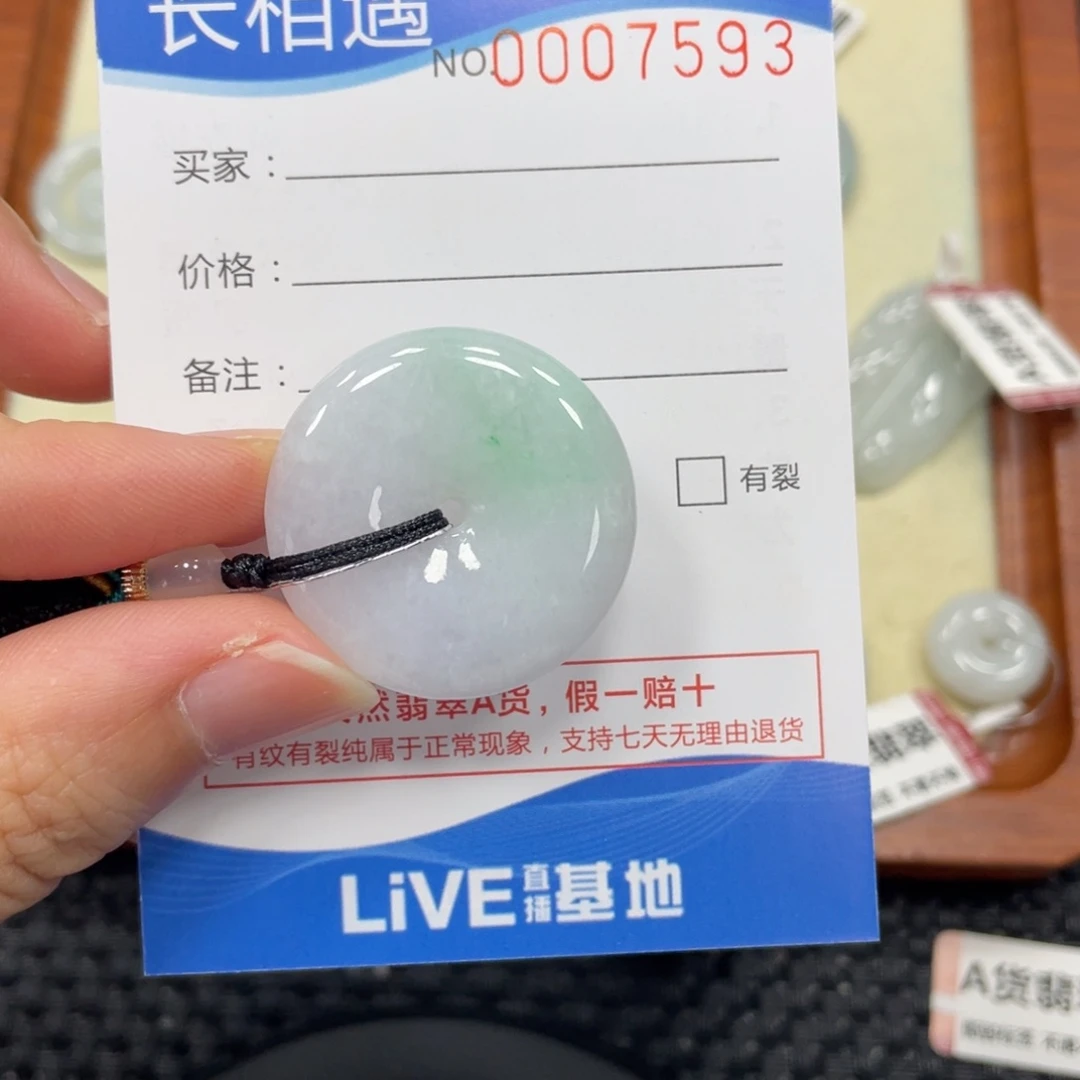 长相遇
NO.0007593
买家：
价格：
备注：
有裂
然翡翠A货，假一赔十
有纹有裂纯属于正常现象，支持七天无理由退货
LiVE直播基地
A货翡